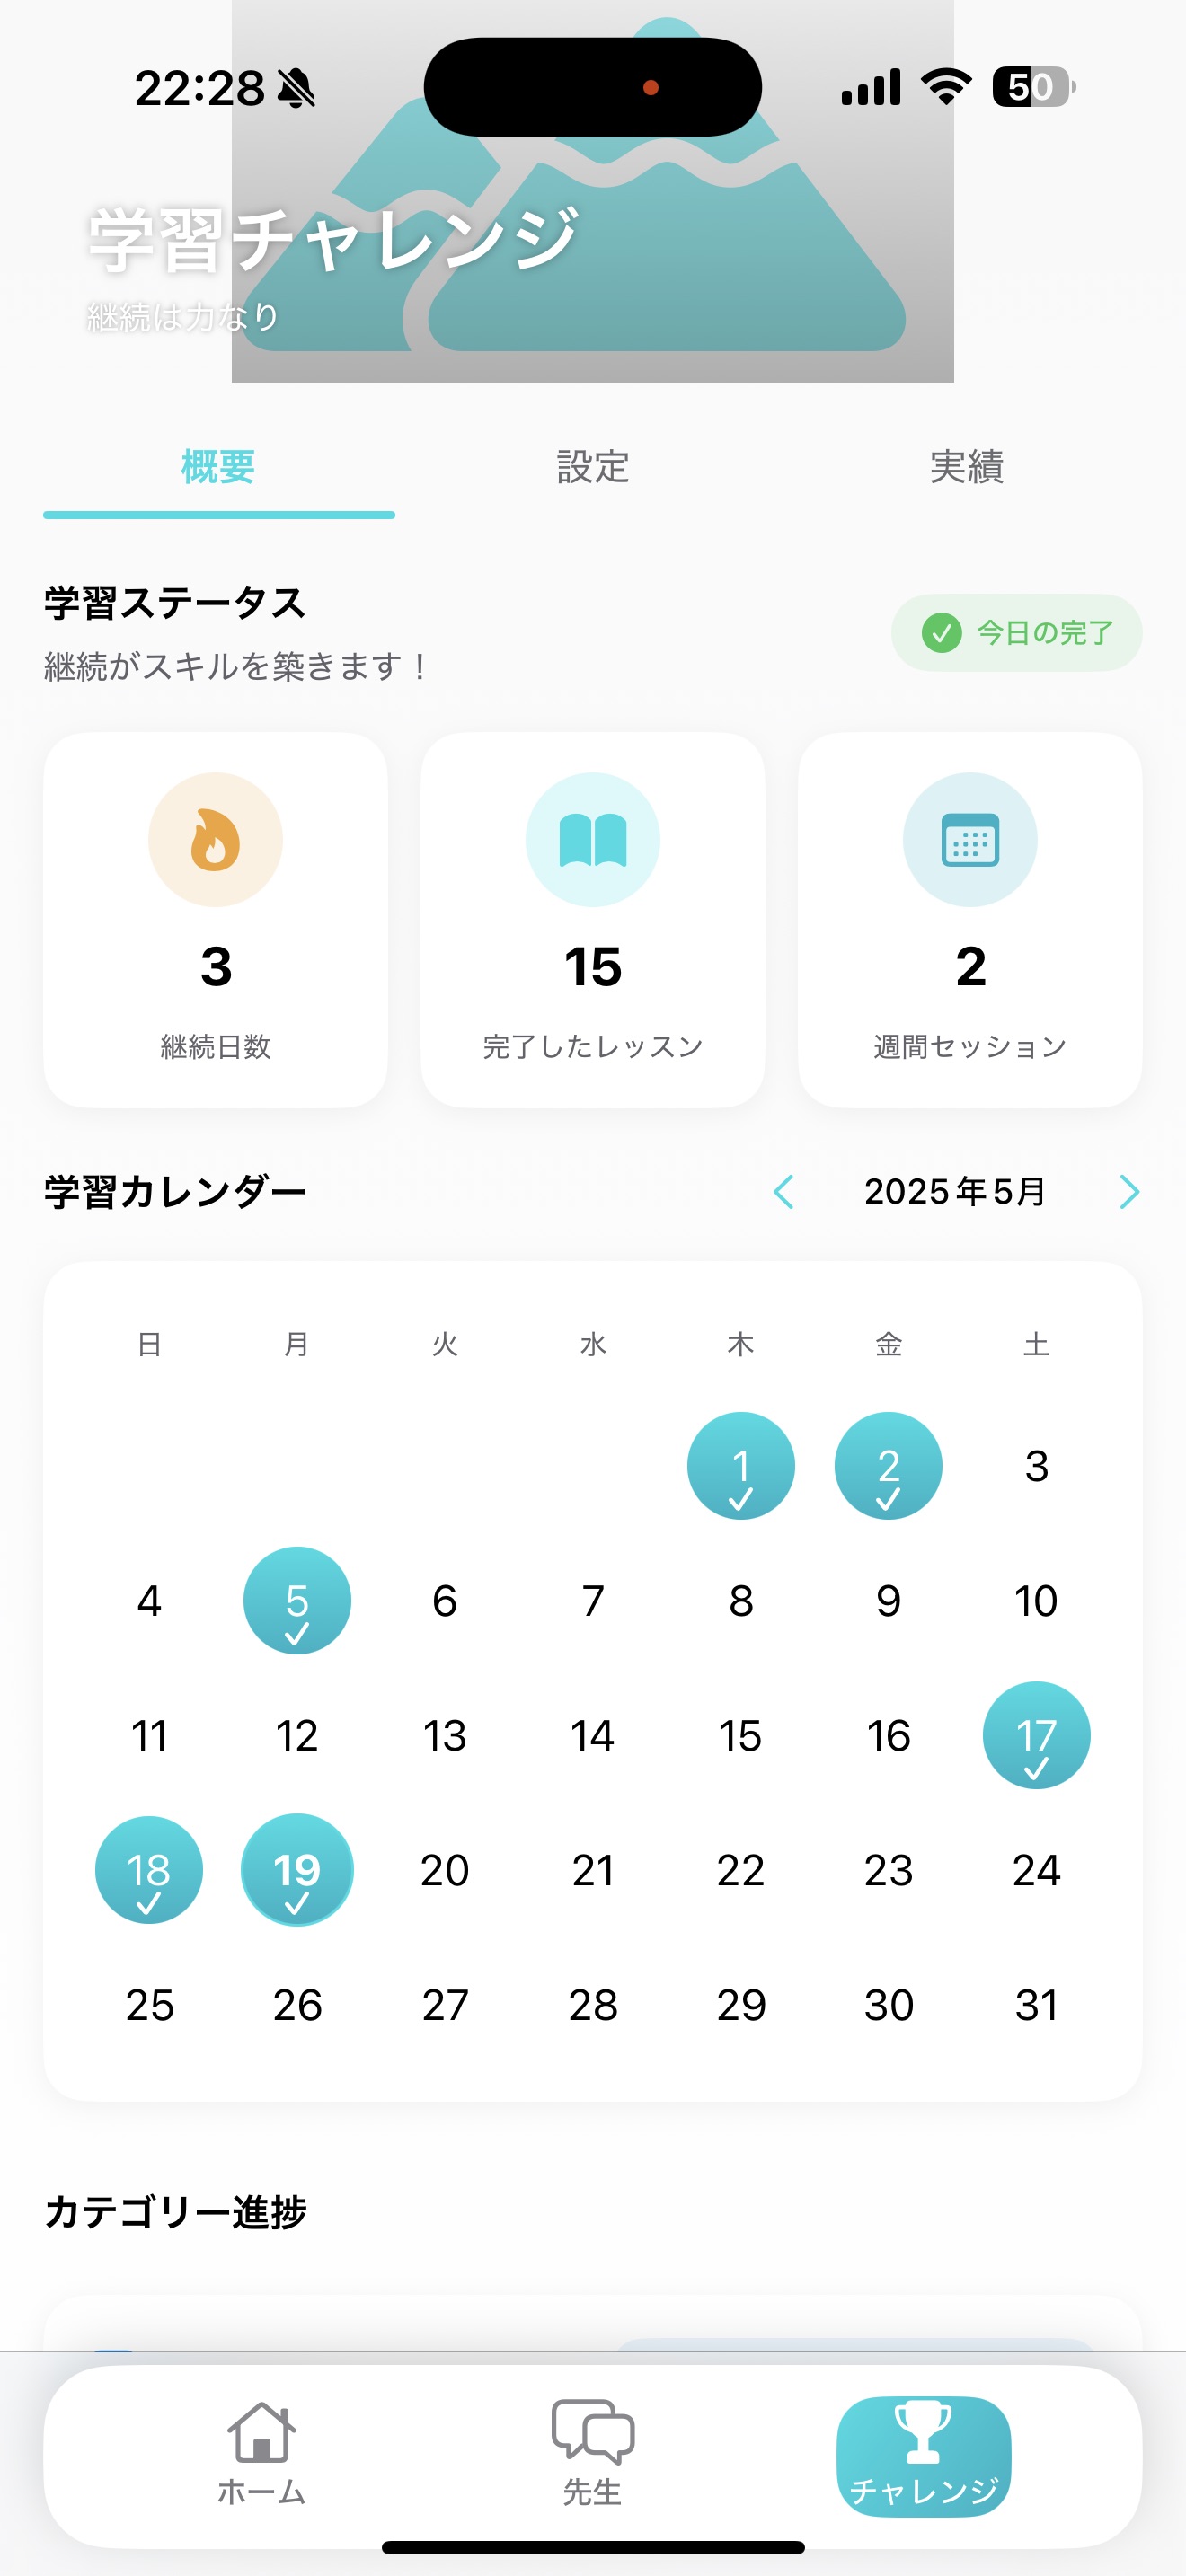 22:28
50
学習チャレンジ
継続は力なり
概要 設定 実績
学習ステータス
継続がスキルを築きます！
今日の完了
3 15 2
継続日数 完了したレッスン 週間セッション
学習カレンダー
2025年5月
日 月 火 水 木 金 土
1 2 3
4 5 6 7 8 9 10
11 12 13 14 15 16 17
18 19 20 21 22 23 24
25 26 27 28 29 30 31
カテゴリー進捗
ホーム 先生 チャレンジ